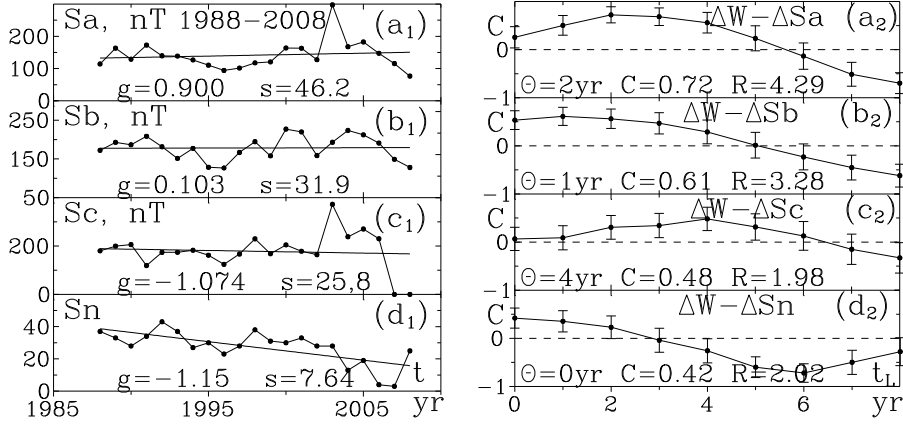 Sa, nT 1988−2008 (a1)
300
200
100
0
g=0.900 s=46.2
Sb, nT (b1)
250
150
50
g=0.103 s=31.9
Sc, nT (c1)
200
0
g=−1.074 s=25,8
Sn (d1)
40
20
0
g=−1.15 s=7.64 t
1985 1995 2005 yr
C ΔW−ΔSa (a2)
0
−1
Θ=2yr C=0.72 R=4.29
C ΔW−ΔSb (b2)
0
−1
Θ=1yr C=0.61 R=3.28
C ΔW−ΔSc (c2)
0
−1
Θ=4yr C=0.48 R=1.98
C ΔW−ΔSn (d2)
0
−1
Θ=0yr C=0.42 R=2.02 tL
0 2 4 6 yr